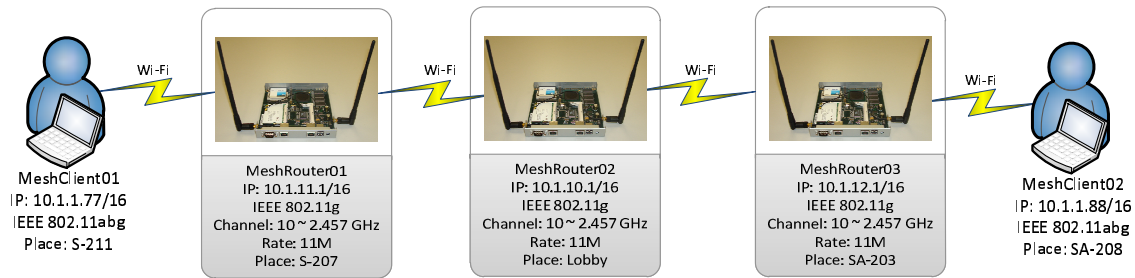 Wi-Fi
Wi-Fi
Wi-Fi
Wi-Fi
MeshClient01
IP: 10.1.1.77/16
IEEE 802.11abg
Place: S-211
MeshRouter01
IP: 10.1.11.1/16
IEEE 802.11g
Channel: 10 ~ 2.457 GHz
Rate: 11M
Place: S-207
MeshRouter02
IP: 10.1.10.1/16
IEEE 802.11g
Channel: 10 ~ 2.457 GHz
Rate: 11M
Place: Lobby
MeshRouter03
IP: 10.1.12.1/16
IEEE 802.11g
Channel: 10 ~ 2.457 GHz
Rate: 11M
Place: SA-203
MeshClient02
IP: 10.1.1.88/16
IEEE 802.11abg
Place: SA-208